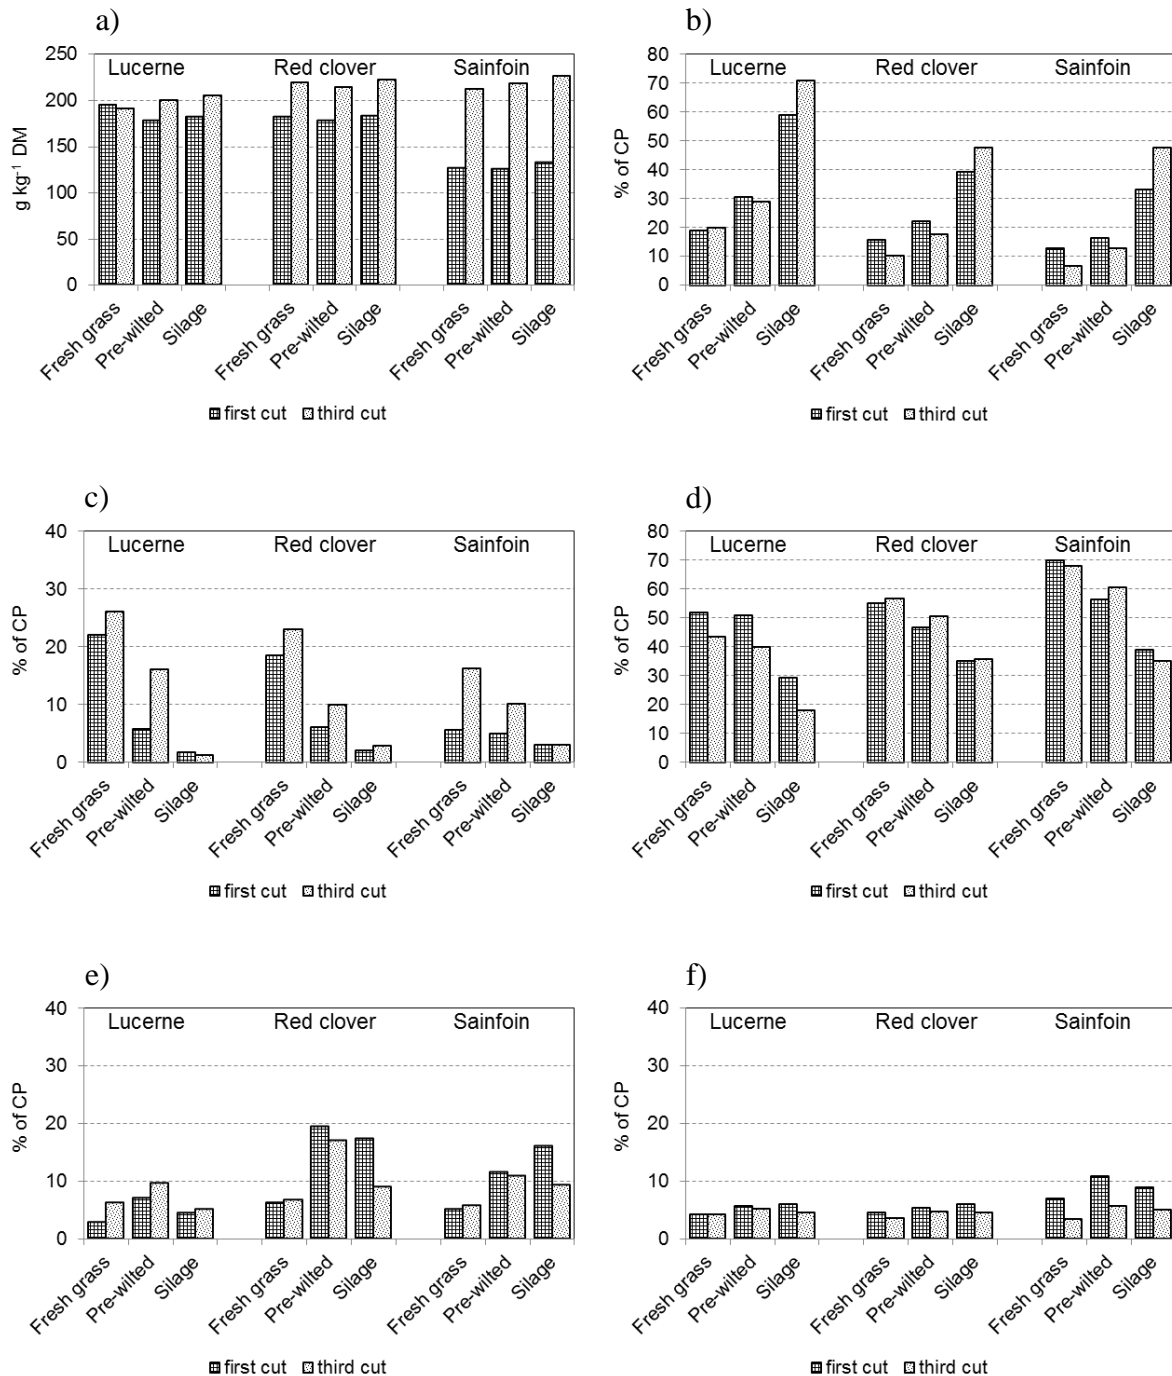 a)
250
200
150
100
50
0
g kg⁻¹ DM
Lucerne Red clover Sainfoin
Fresh grass Pre-wilted Silage Fresh grass Pre-wilted Silage Fresh grass Pre-wilted Silage
first cut third cut
b)
80
70
60
50
40
30
20
10
0
% of CP
Lucerne Red clover Sainfoin
Fresh grass Pre-wilted Silage Fresh grass Pre-wilted Silage Fresh grass Pre-wilted Silage
first cut third cut
c)
40
30
20
10
0
% of CP
Lucerne Red clover Sainfoin
Fresh grass Pre-wilted Silage Fresh grass Pre-wilted Silage Fresh grass Pre-wilted Silage
first cut third cut
d)
80
70
60
50
40
30
20
10
0
% of CP
Lucerne Red clover Sainfoin
Fresh grass Pre-wilted Silage Fresh grass Pre-wilted Silage Fresh grass Pre-wilted Silage
first cut third cut
e)
40
30
20
10
0
% of CP
Lucerne Red clover Sainfoin
Fresh grass Pre-wilted Silage Fresh grass Pre-wilted Silage Fresh grass Pre-wilted Silage
first cut third cut
f)
40
30
20
10
0
% of CP
Lucerne Red clover Sainfoin
Fresh grass Pre-wilted Silage Fresh grass Pre-wilted Silage Fresh grass Pre-wilted Silage
first cut third cut